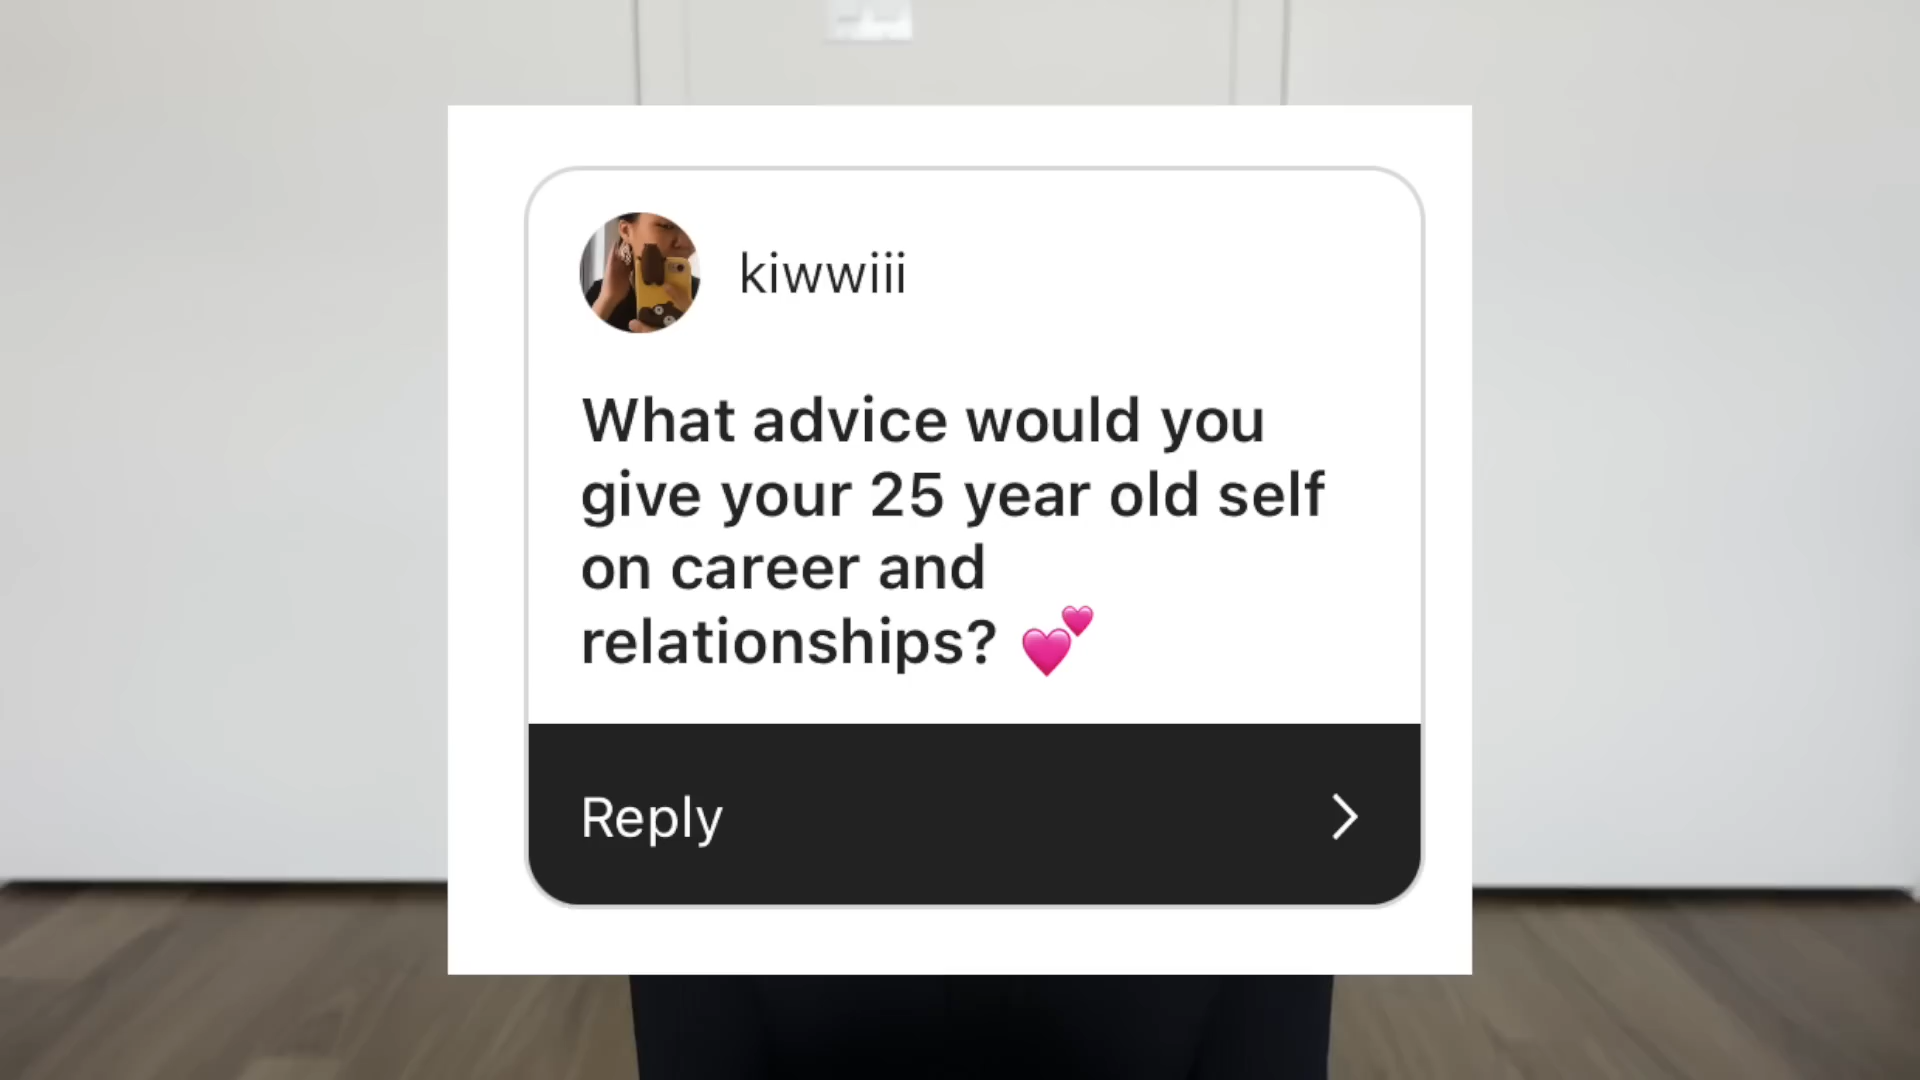 kiwwiii
What advice would you
give your 25 year old self
on career and
relationships? 💕
Reply